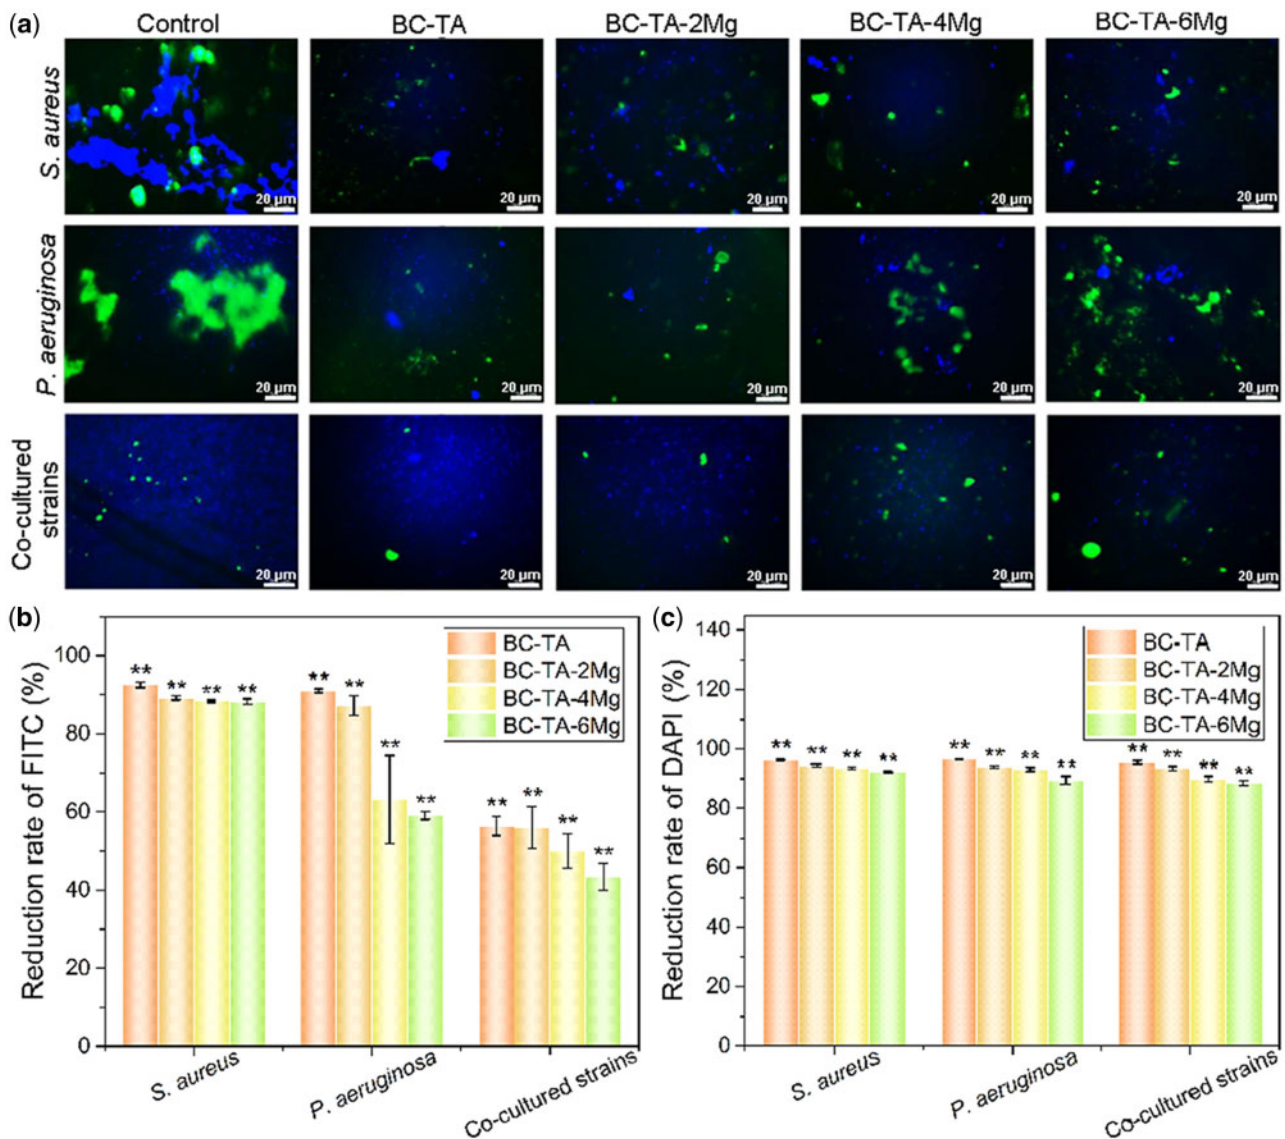 (a)
Control BC-TA BC-TA-2Mg BC-TA-4Mg BC-TA-6Mg
S. aureus
20 μm 20 μm 20 μm 20 μm 20 μm
P. aeruginosa
20 μm 20 μm 20 μm 20 μm 20 μm
Co-cultured
strains
20 μm 20 μm 20 μm 20 μm 20 μm
(b)
Reduction rate of FITC (%)
100
80
60
40
20
0
BC-TA
BC-TA-2Mg
BC-TA-4Mg
BC-TA-6Mg
** ** ** **
** ** ** **
** ** ** **
S. aureus
P. aeruginosa
Co-cultured strains
(c)
Reduction rate of DAPI (%)
140
120
100
80
60
40
20
0
BC-TA
BC-TA-2Mg
BC-TA-4Mg
BC-TA-6Mg
** ** ** **
** ** ** **
** ** ** **
S. aureus
P. aeruginosa
Co-cultured strains